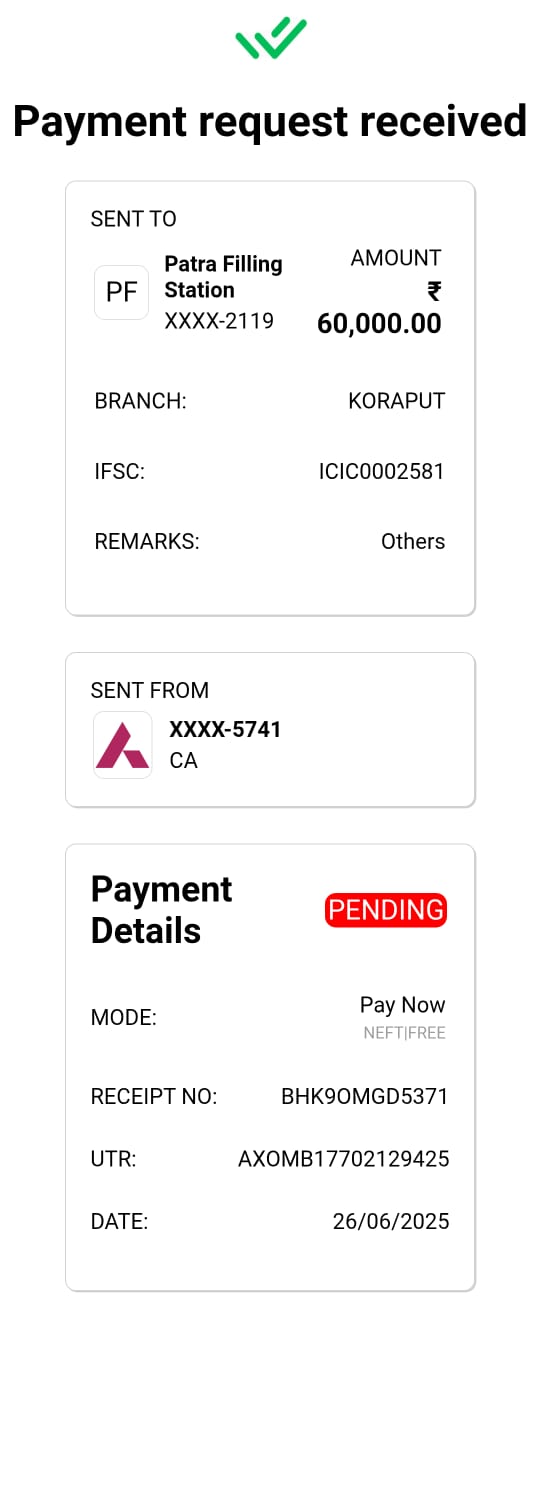 Payment request received
SENT TO
PF
Patra Filling
Station
XXXX-2119
AMOUNT
₹
60,000.00
BRANCH: KORAPUT
IFSC: ICIC0002581
REMARKS: Others
SENT FROM
XXXX-5741
CA
Payment
Details
PENDING
MODE: Pay Now
NEFT|FREE
RECEIPT NO: BHK9OMGD5371
UTR: AXOMB17702129425
DATE: 26/06/2025